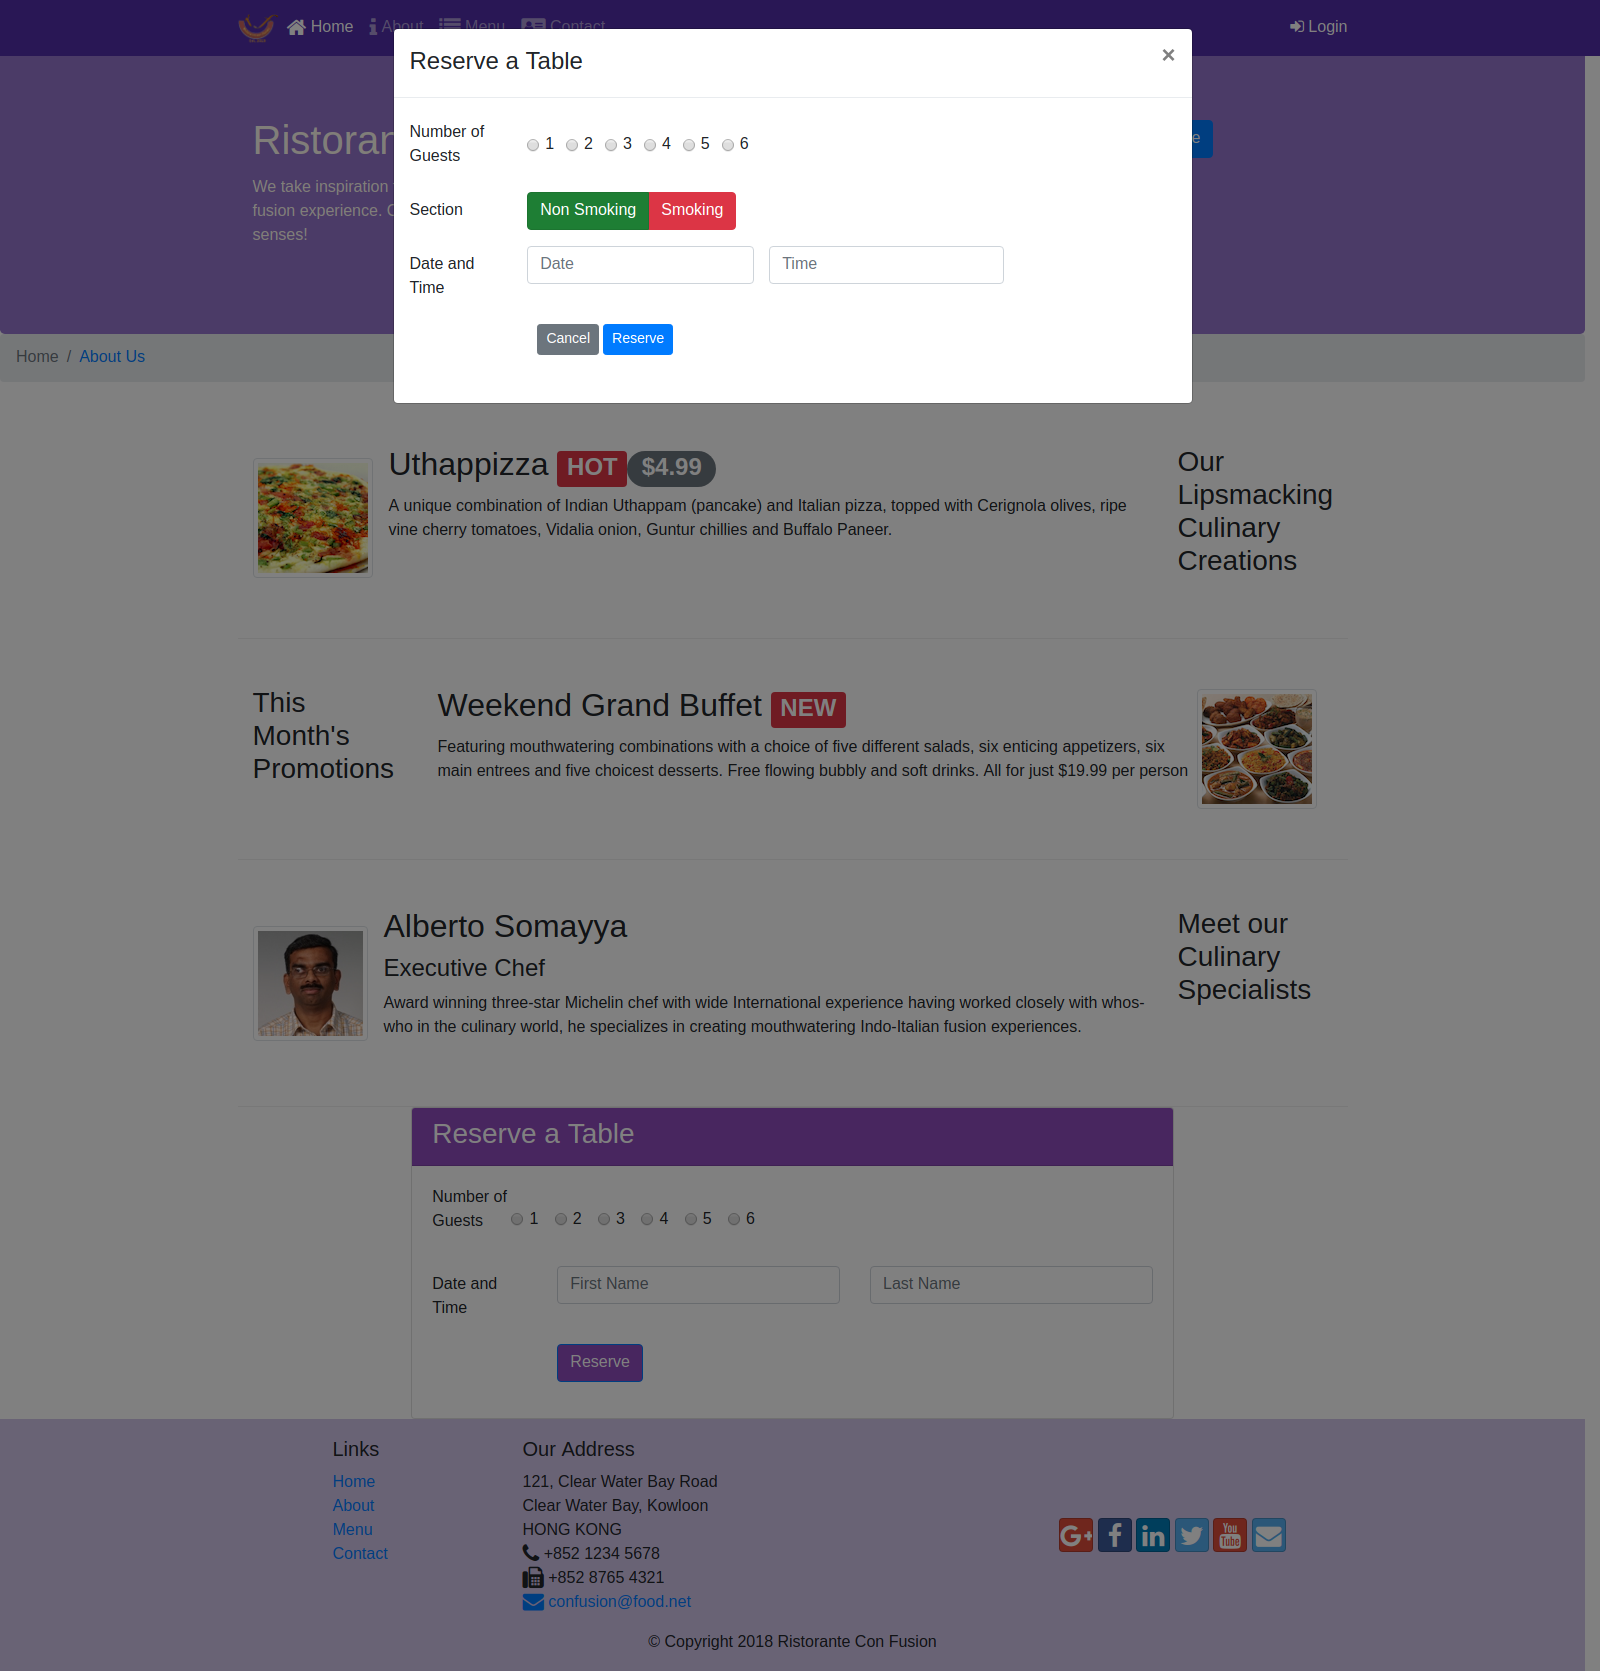 Home About Menu Contact Login
Reserve a Table ×
Ristoran
We take inspiration
fusion experience.
senses!
e
Number of
Guests
1 2 3 4 5 6
Section
Non Smoking Smoking
Date and
Time
Date Time
Cancel Reserve
Home / About Us
Uthappizza HOT $4.99
A unique combination of Indian Uthappam (pancake) and Italian pizza, topped with Cerignola olives, ripe
vine cherry tomatoes, Vidalia onion, Guntur chillies and Buffalo Paneer.
Our
Lipsmacking
Culinary
Creations
This
Month's
Promotions
Weekend Grand Buffet NEW
Featuring mouthwatering combinations with a choice of five different salads, six enticing appetizers, six
main entrees and five choicest desserts. Free flowing bubbly and soft drinks. All for just $19.99 per person
Alberto Somayya
Executive Chef
Award winning three-star Michelin chef with wide International experience having worked closely with whos-
who in the culinary world, he specializes in creating mouthwatering Indo-Italian fusion experiences.
Meet our
Culinary
Specialists
Reserve a Table
Number of
Guests 1 2 3 4 5 6
Date and
Time
First Name Last Name
Reserve
Links
Home
About
Menu
Contact
Our Address
121, Clear Water Bay Road
Clear Water Bay, Kowloon
HONG KONG
+852 1234 5678
+852 8765 4321
confusion@food.net
G+ f in You Tube
© Copyright 2018 Ristorante Con Fusion